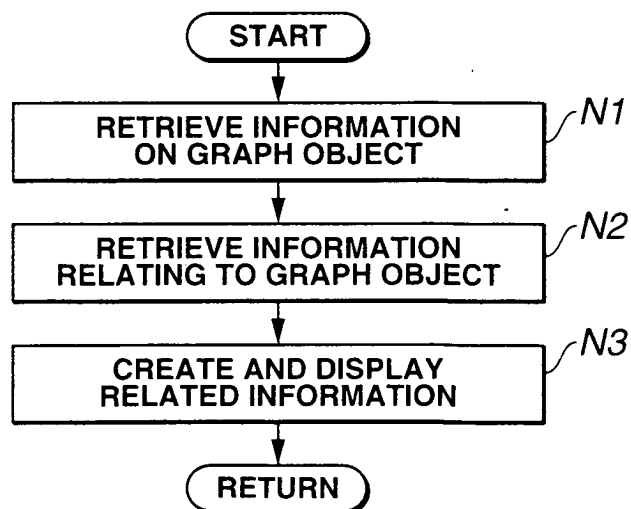 START
RETRIEVE INFORMATION
ON GRAPH OBJECT
N1
RETRIEVE INFORMATION
RELATING TO GRAPH OBJECT
N2
CREATE AND DISPLAY
RELATED INFORMATION
N3
RETURN